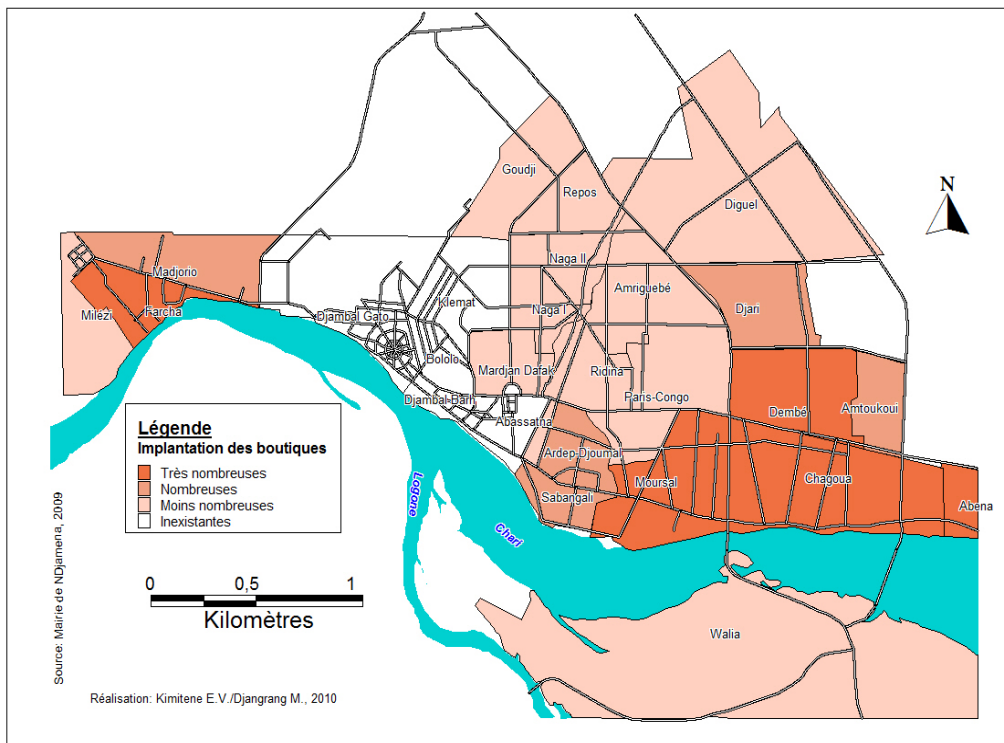 Goudji
Repos
Diguel
N
Madjorio
Naga II
Amriguebé
Milézi
Farcha
Djambal Gato
Klemat
Naga I
Djari
Bololo
Mardjan Dafak
Ridina
Djambal Barh
Paris-Congo
Dembé
Amtoukoui
Abassatna
Ardep-Djoumal
Sabangali
Moursal
Chagoua
Abena
Logone
Chari
Walia
Légende
Implantation des boutiques
Très nombreuses
Nombreuses
Moins nombreuses
Inexistantes
0 0,5 1
Kilomètres
Source: Mairie de NDjamena, 2009
Réalisation: Kimitene E.V./Djangrang M., 2010